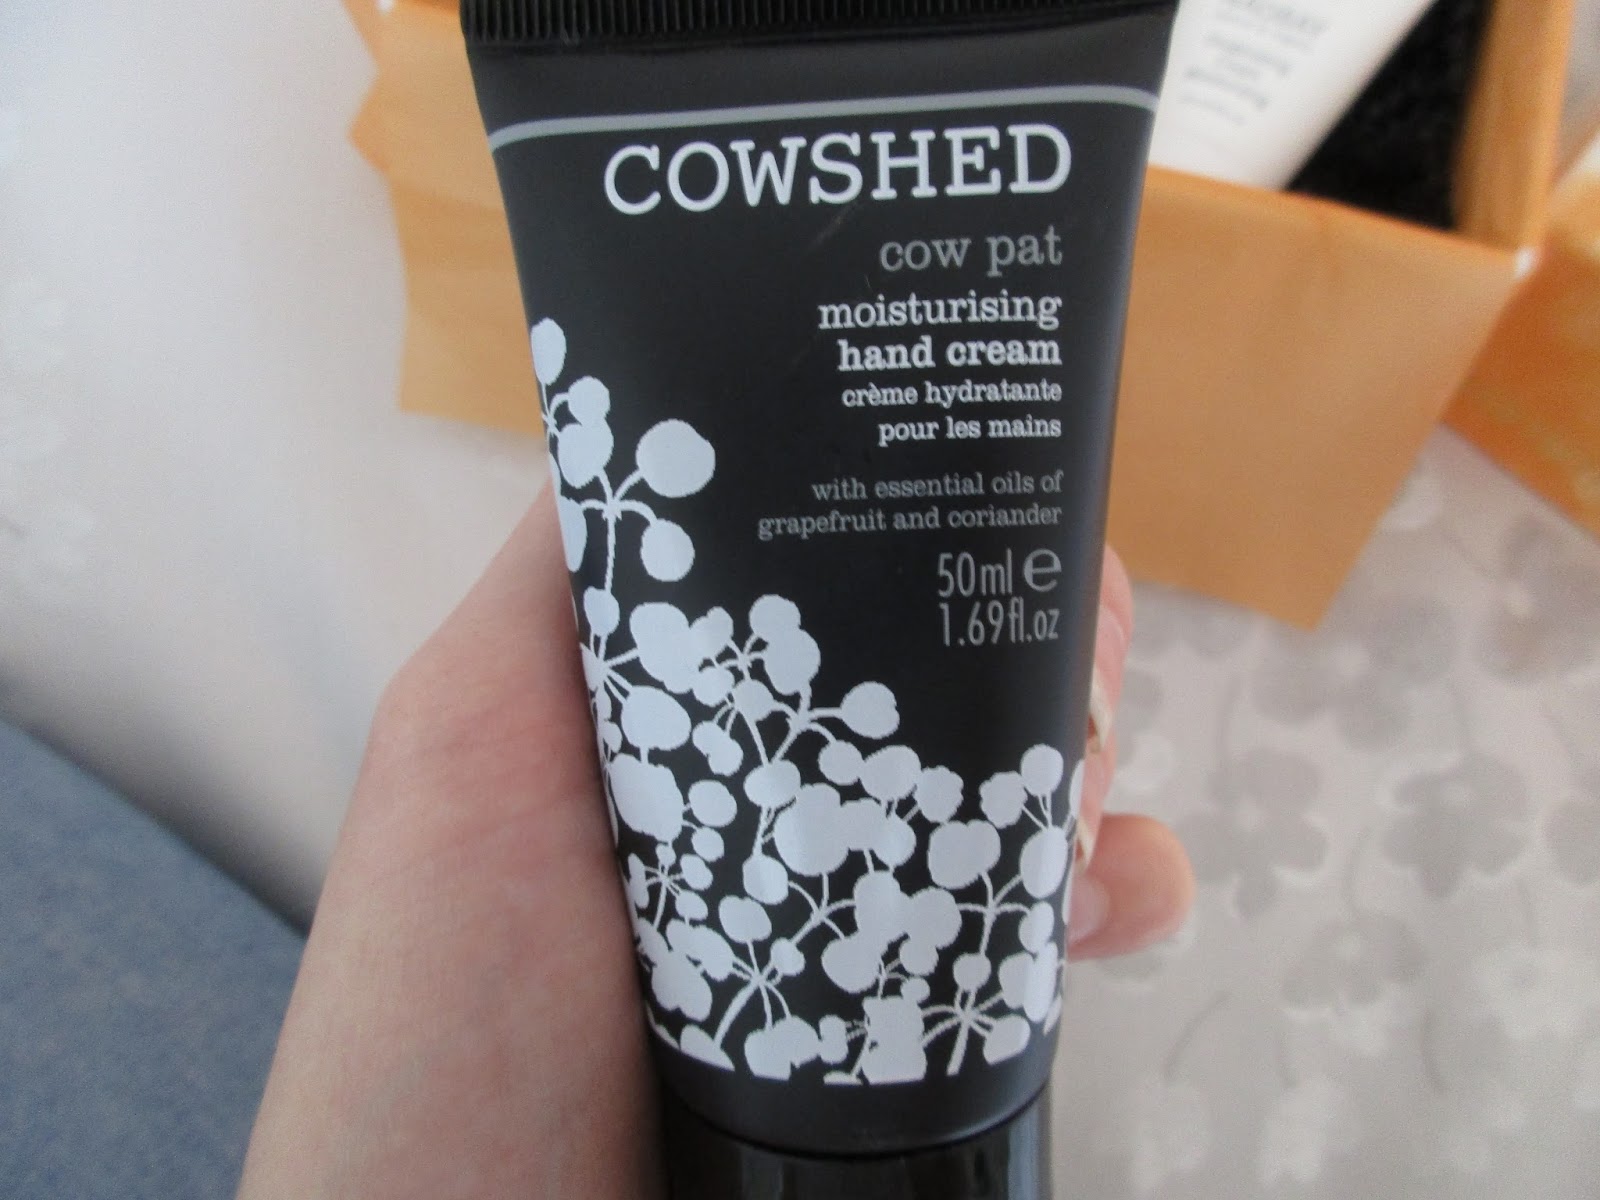 COWSHED
cow pat
moisturising
hand cream
crème hydratante
pour les mains
with essential oils of
grapefruit and coriander
50ml ℮
1.69fl.oz